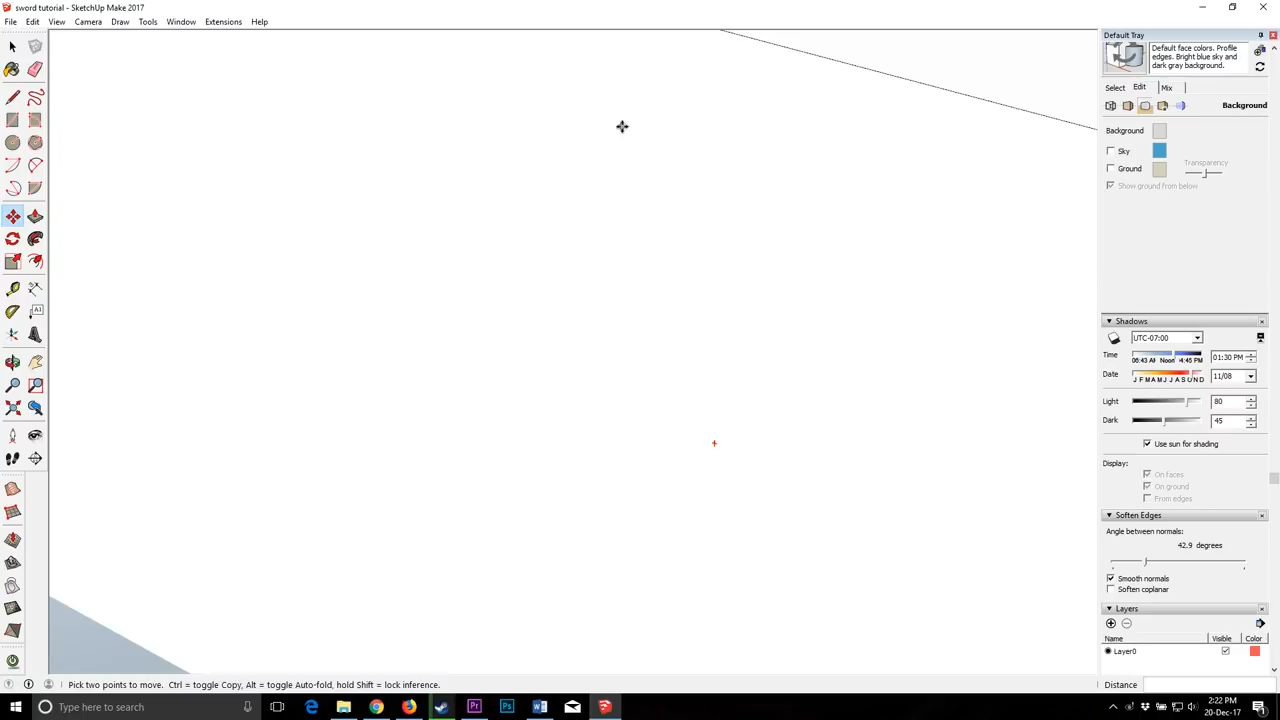 sword tutorial - SketchUp Make 2017
File Edit View Camera Draw Tools Window Extensions Help
Default Tray
Default face colors. Profile
edges. Bright blue sky and
dark gray background.
Select Edit Mix
Background
Background
Sky
Transparency
Ground
Show ground from below
Shadows
UTC-07:00
Time 06:43 AM Noon 4:45 PM 01:30 PM
Date J F M A M J J A S O N D 11/08
Light 80
Dark 45
Use sun for shading
Display:
On faces
On ground
From edges
Soften Edges
Angle between normals:
42.9 degrees
Smooth normals
Soften coplanar
Layers
Name Visible Color
Layer0
Pick two points to move. Ctrl = toggle Copy, Alt = toggle Auto-fold, hold Shift = lock inference.
Distance
Type here to search
2:22 PM
20-Dec-17